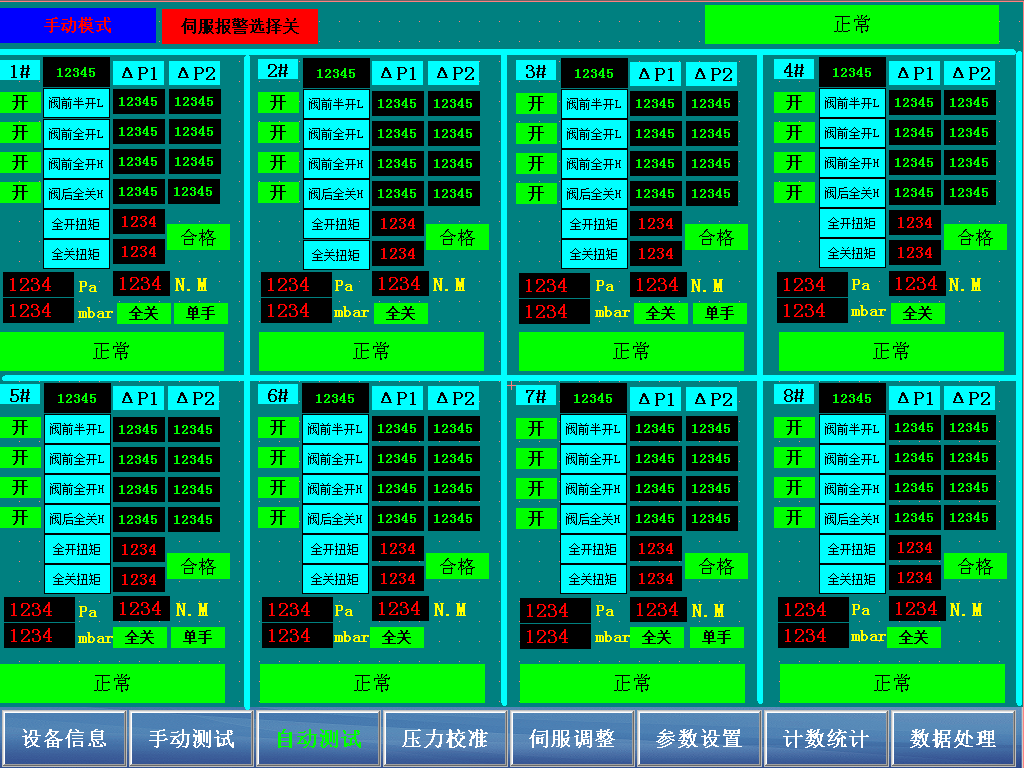 手动模式 伺服报警选择关 正常
1# 12345 ΔP1 ΔP2 2# 12345 ΔP1 ΔP2 3# 12345 ΔP1 ΔP2 4# 12345 ΔP1 ΔP2
开 阀前半开L 12345 12345 开 阀前半开L 12345 12345 开 阀前半开L 12345 12345 开 阀前半开L 12345 12345
开 阀前全开L 12345 12345 开 阀前全开L 12345 12345 开 阀前全开L 12345 12345 开 阀前全开L 12345 12345
开 阀前全开H 12345 12345 开 阀前全开H 12345 12345 开 阀前全开H 12345 12345 开 阀前全开H 12345 12345
开 阀后全关H 12345 12345 开 阀后全关H 12345 12345 开 阀后全关H 12345 12345 开 阀后全关H 12345 12345
全开扭矩 1234 合格 全开扭矩 1234 合格 全开扭矩 1234 合格 全开扭矩 1234 合格
全关扭矩 1234 全关扭矩 1234 全关扭矩 1234 全关扭矩 1234
1234 Pa 1234 N.M 1234 Pa 1234 N.M 1234 Pa 1234 N.M 1234 Pa 1234 N.M
1234 mbar 全关 单手 1234 mbar 全关 1234 mbar 全关 单手 1234 mbar 全关
正常 正常 正常 正常
5# 12345 ΔP1 ΔP2 6# 12345 ΔP1 ΔP2 7# 12345 ΔP1 ΔP2 8# 12345 ΔP1 ΔP2
开 阀前半开L 12345 12345 开 阀前半开L 12345 12345 开 阀前半开L 12345 12345 开 阀前半开L 12345 12345
开 阀前全开L 12345 12345 开 阀前全开L 12345 12345 开 阀前全开L 12345 12345 开 阀前全开L 12345 12345
开 阀前全开H 12345 12345 开 阀前全开H 12345 12345 开 阀前全开H 12345 12345 开 阀前全开H 12345 12345
开 阀后全关H 12345 12345 开 阀后全关H 12345 12345 开 阀后全关H 12345 12345 开 阀后全关H 12345 12345
全开扭矩 1234 合格 全开扭矩 1234 合格 全开扭矩 1234 合格 全开扭矩 1234 合格
全关扭矩 1234 全关扭矩 1234 全关扭矩 1234 全关扭矩 1234
1234 Pa 1234 N.M 1234 Pa 1234 N.M 1234 Pa 1234 N.M 1234 Pa 1234 N.M
1234 mbar 全关 单手 1234 mbar 全关 1234 mbar 全关 单手 1234 mbar 全关
正常 正常 正常 正常
设备信息 手动测试 自动测试 压力校准 伺服调整 参数设置 计数统计 数据处理